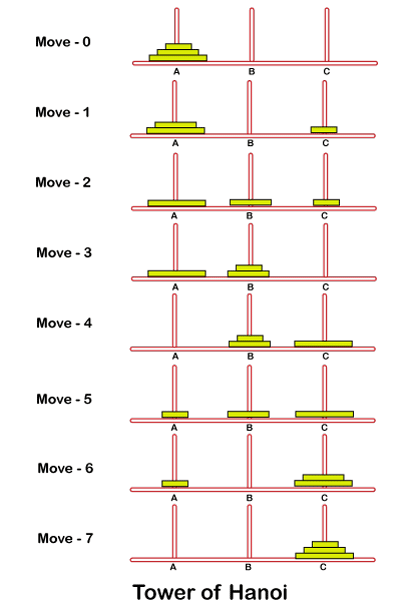 Move - 0
A B C
Move - 1
A B C
Move - 2
A B C
Move - 3
A B C
Move - 4
A B C
Move - 5
A B C
Move - 6
A B C
Move - 7
A B C
Tower of Hanoi